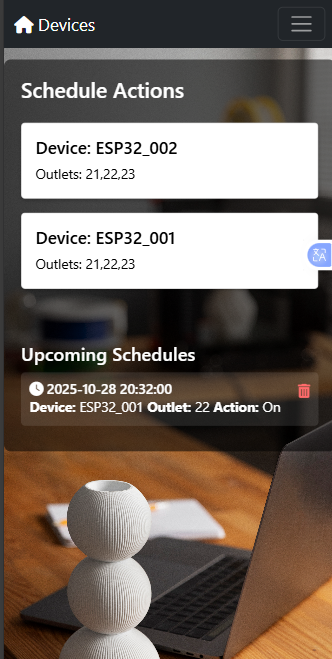 Devices
Schedule Actions
Device: ESP32_002
Outlets: 21,22,23
Device: ESP32_001
Outlets: 21,22,23
Upcoming Schedules
2025-10-28 20:32:00
Device: ESP32_001 Outlet: 22 Action: On